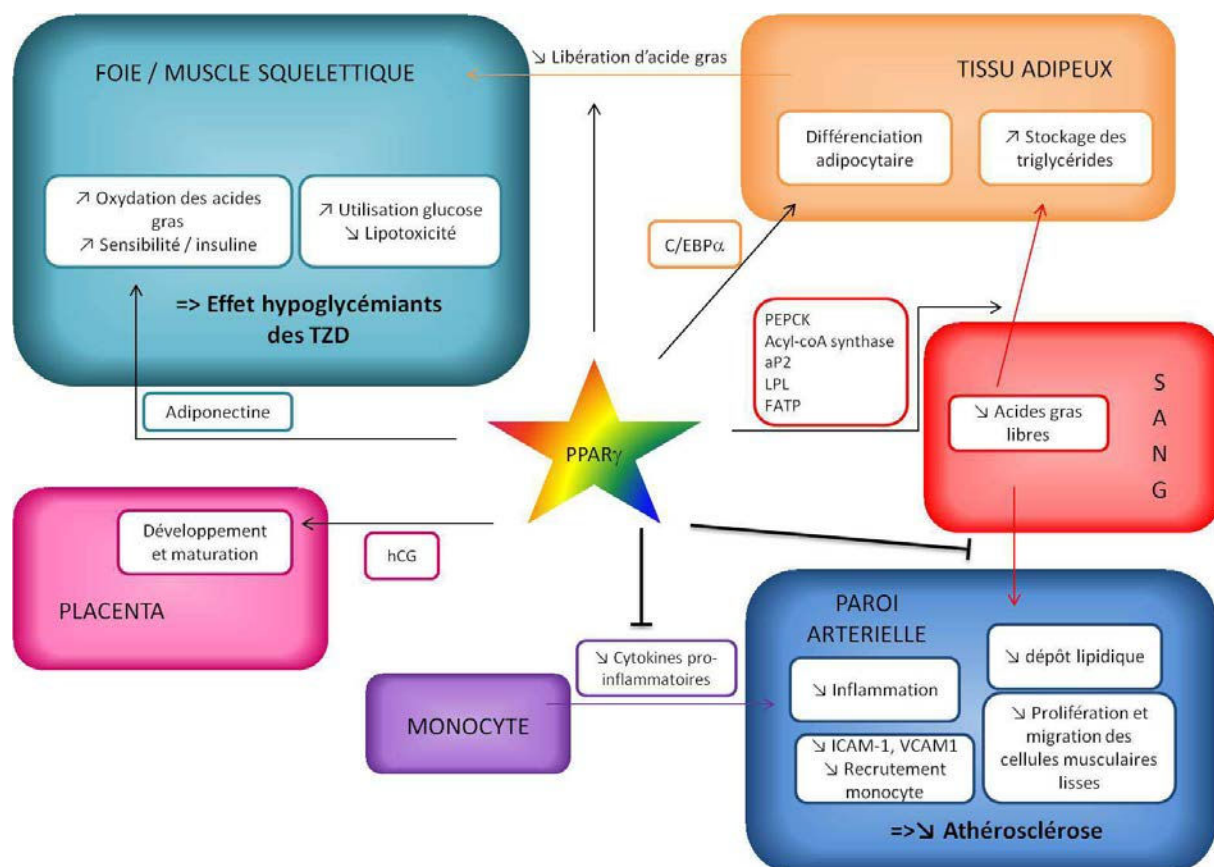 FOIE / MUSCLE SQUELETTIQUE
↗ Oxydation des acides
gras
↗ Sensibilité / insuline
↗ Utilisation glucose
↘ Lipotoxicité
=> Effet hypoglycémiants
des TZD
↘ Libération d'acide gras
TISSU ADIPEUX
Différenciation
adipocytaire
↗ Stockage des
triglycérides
C/EBPα
PEPCK
Acyl-coA synthase
aP2
LPL
FATP
SANG
↘ Acides gras
libres
Adiponectine
PPARγ
Développement
et maturation
PLACENTA
hCG
↘ Cytokines pro-
inflammatoires
MONOCYTE
PAROI
ARTERIELLE
↘ dépôt lipidique
↘ Inflammation
↘ Prolifération et
migration des
cellules musculaires
lisses
↘ ICAM-1, VCAM1
↘ Recrutement
monocyte
=>↘ Athérosclérose